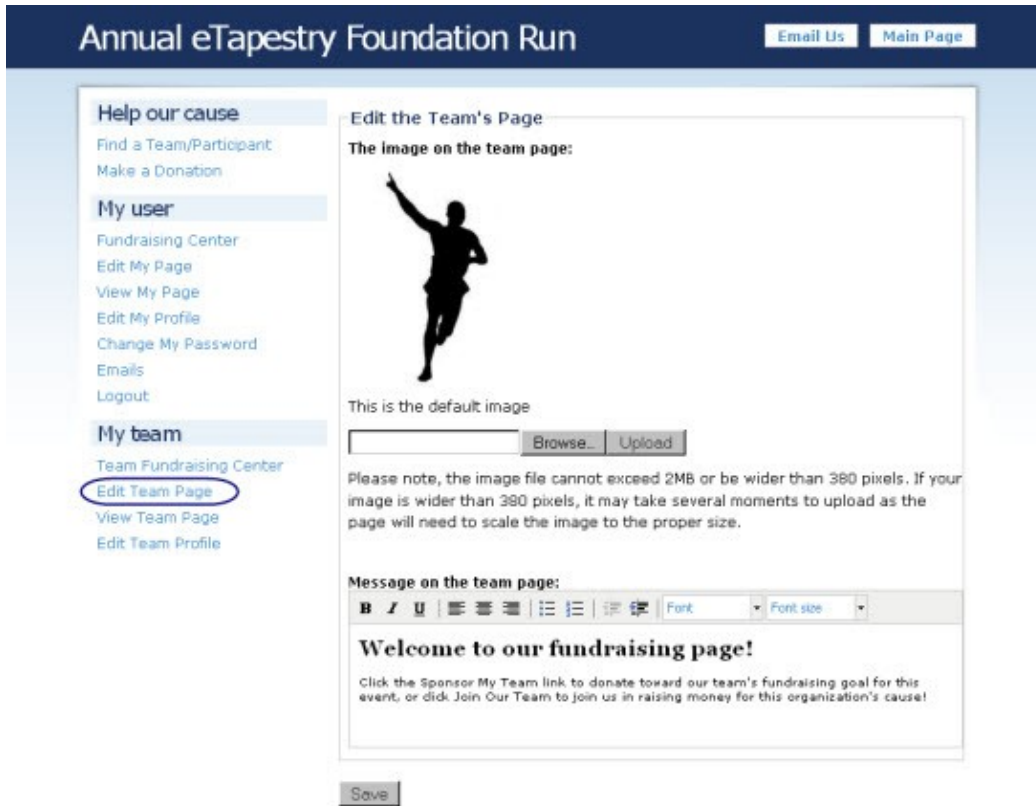 Annual eTapestry Foundation Run
Email Us
Main Page
Help our cause
Find a Team/Participant
Make a Donation
My user
Fundraising Center
Edit My Page
View My Page
Edit My Profile
Change My Password
Emails
Logout
My team
Team Fundraising Center
Edit Team Page
View Team Page
Edit Team Profile
Edit the Team's Page
The image on the team page:
This is the default image
Browse... Upload
Please note, the image file cannot exceed 2MB or be wider than 380 pixels. If your
image is wider than 380 pixels, it may take several moments to upload as the
page will need to scale the image to the proper size.
Message on the team page:
B I U Font Font size
Welcome to our fundraising page!
Click the Sponsor My Team link to donate toward our team's fundraising goal for this
event, or click Join Our Team to join us in raising money for this organization's cause!
Save